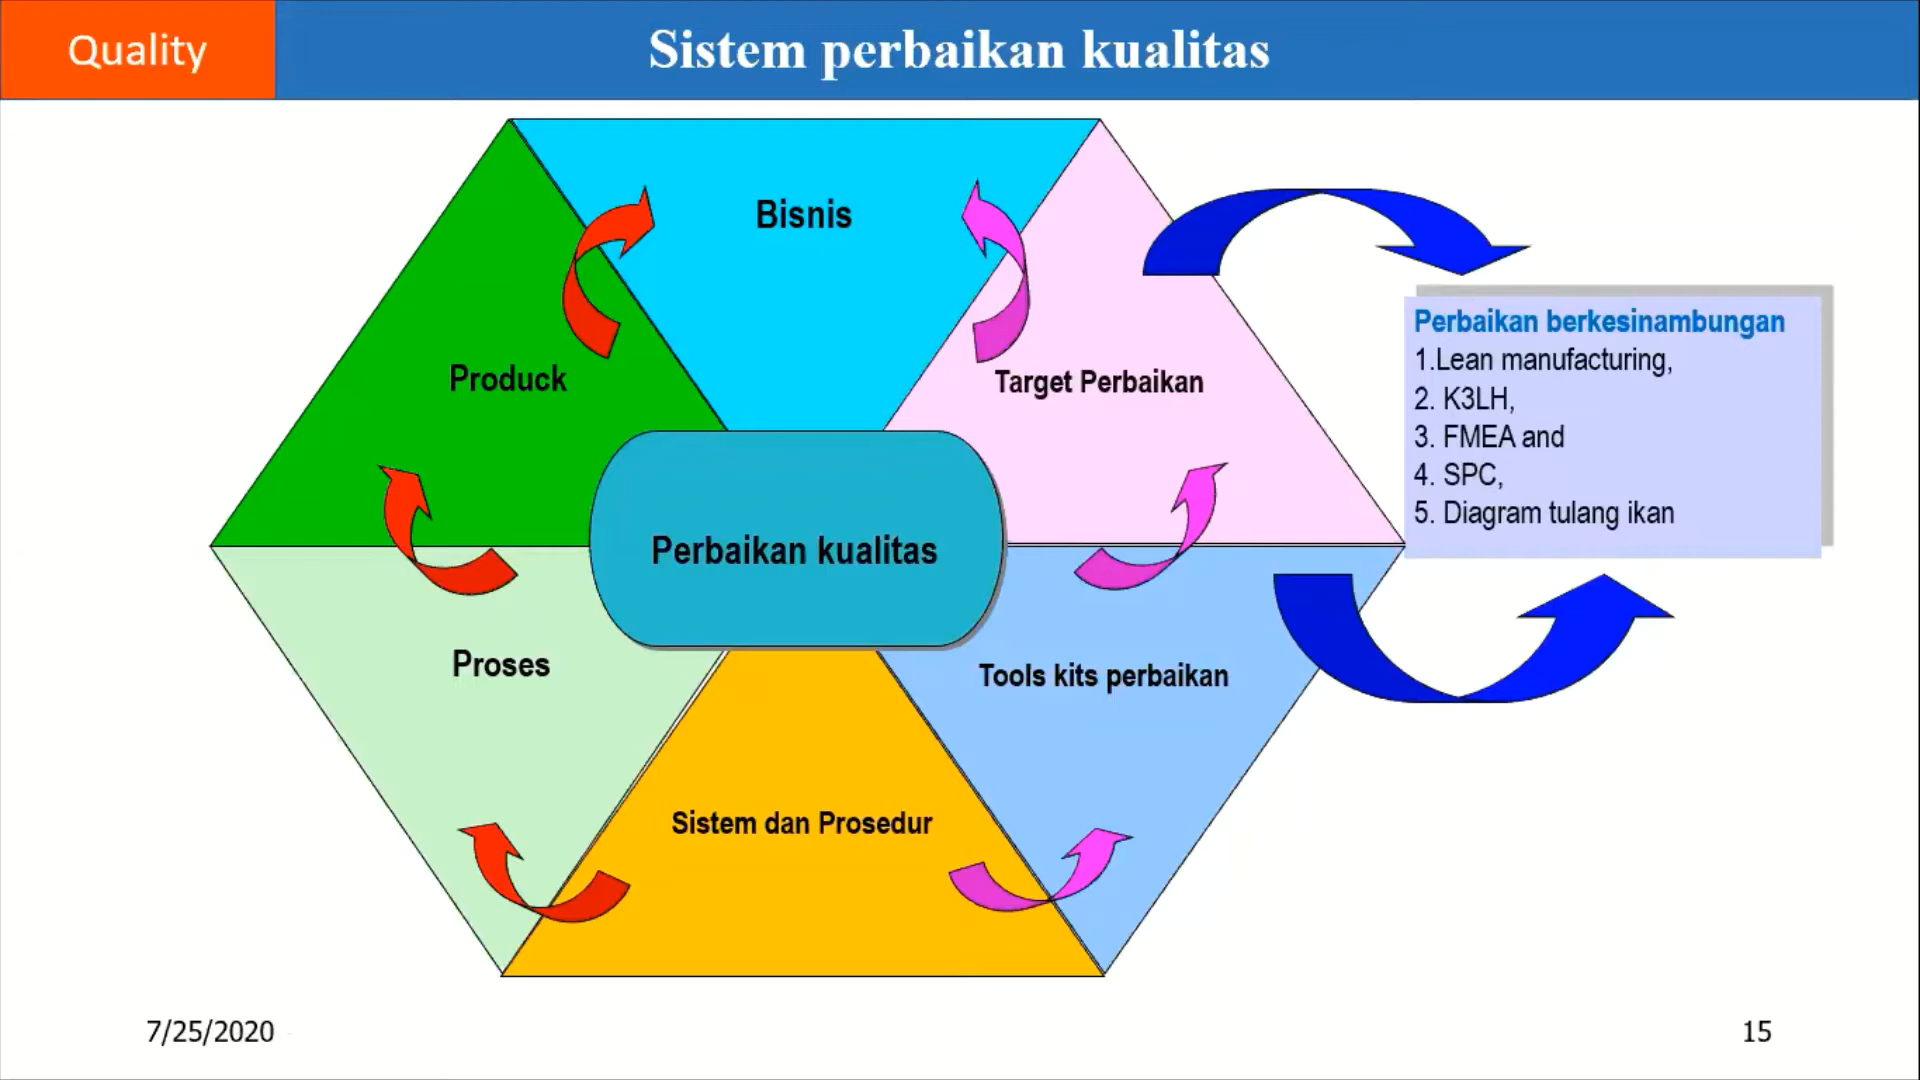 Quality
Sistem perbaikan kualitas
Bisnis
Produck
Target Perbaikan
Perbaikan berkesinambungan
1.Lean manufacturing,
2. K3LH,
3. FMEA and
4. SPC,
5. Diagram tulang ikan
Perbaikan kualitas
Proses
Tools kits perbaikan
Sistem dan Prosedur
7/25/2020
15